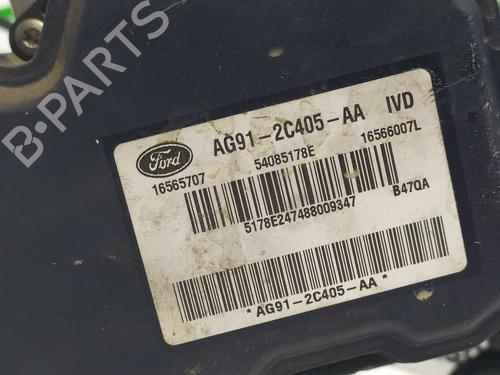 B-PARTS
Ford
AG91-2C405-AA IVD
16565707 54085178E 16566007L
5178E247488009347 B47QA
*AG91-2C405-AA*